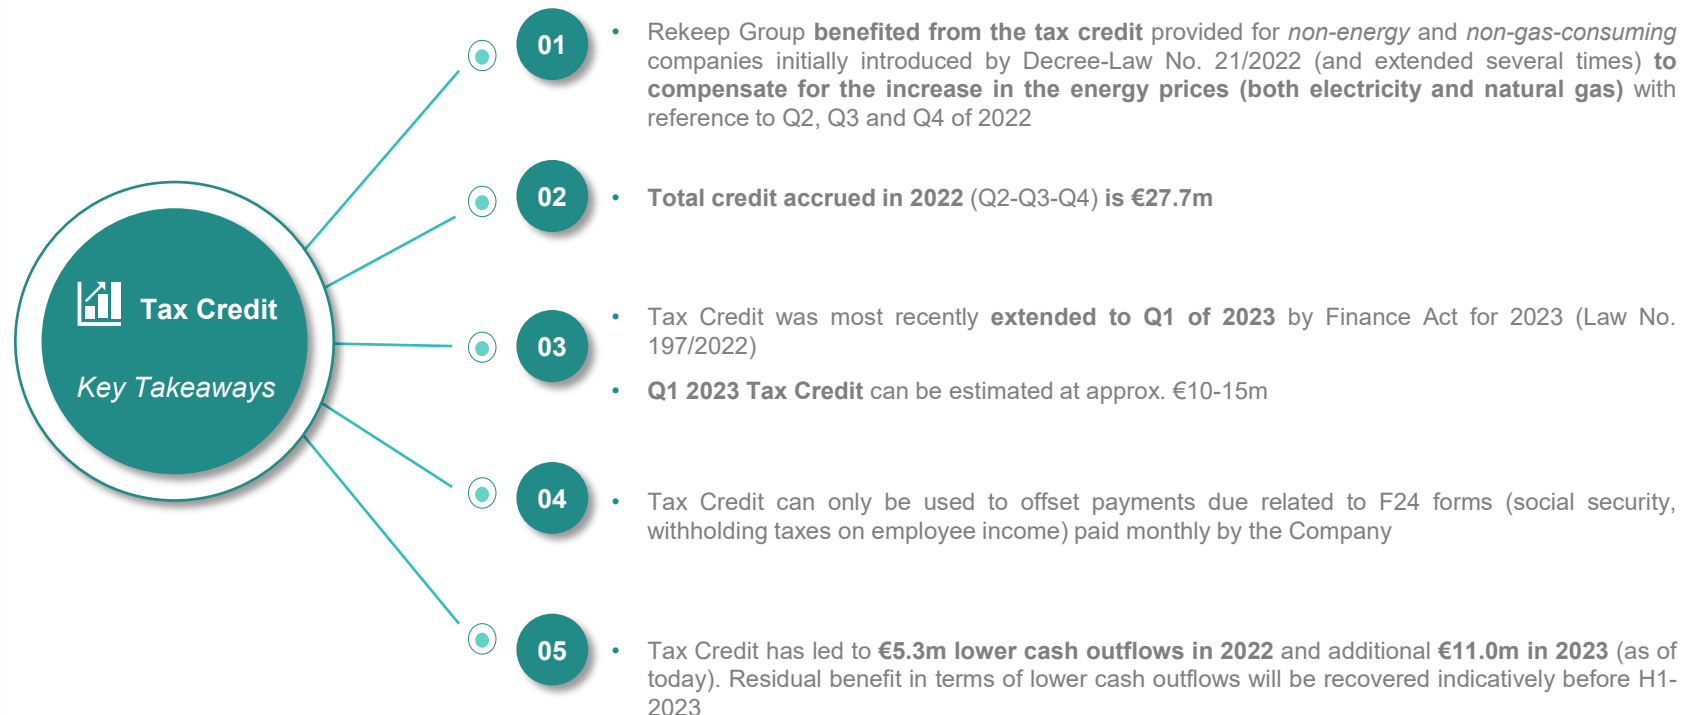 Tax Credit
Key Takeaways
01
• Rekeep Group benefited from the tax credit provided for non-energy and non-gas-consuming
companies initially introduced by Decree-Law No. 21/2022 (and extended several times) to
compensate for the increase in the energy prices (both electricity and natural gas) with
reference to Q2, Q3 and Q4 of 2022
02
• Total credit accrued in 2022 (Q2-Q3-Q4) is €27.7m
03
• Tax Credit was most recently extended to Q1 of 2023 by Finance Act for 2023 (Law No.
197/2022)
• Q1 2023 Tax Credit can be estimated at approx. €10-15m
04
• Tax Credit can only be used to offset payments due related to F24 forms (social security,
withholding taxes on employee income) paid monthly by the Company
05
• Tax Credit has led to €5.3m lower cash outflows in 2022 and additional €11.0m in 2023 (as of
today). Residual benefit in terms of lower cash outflows will be recovered indicatively before H1-
2023